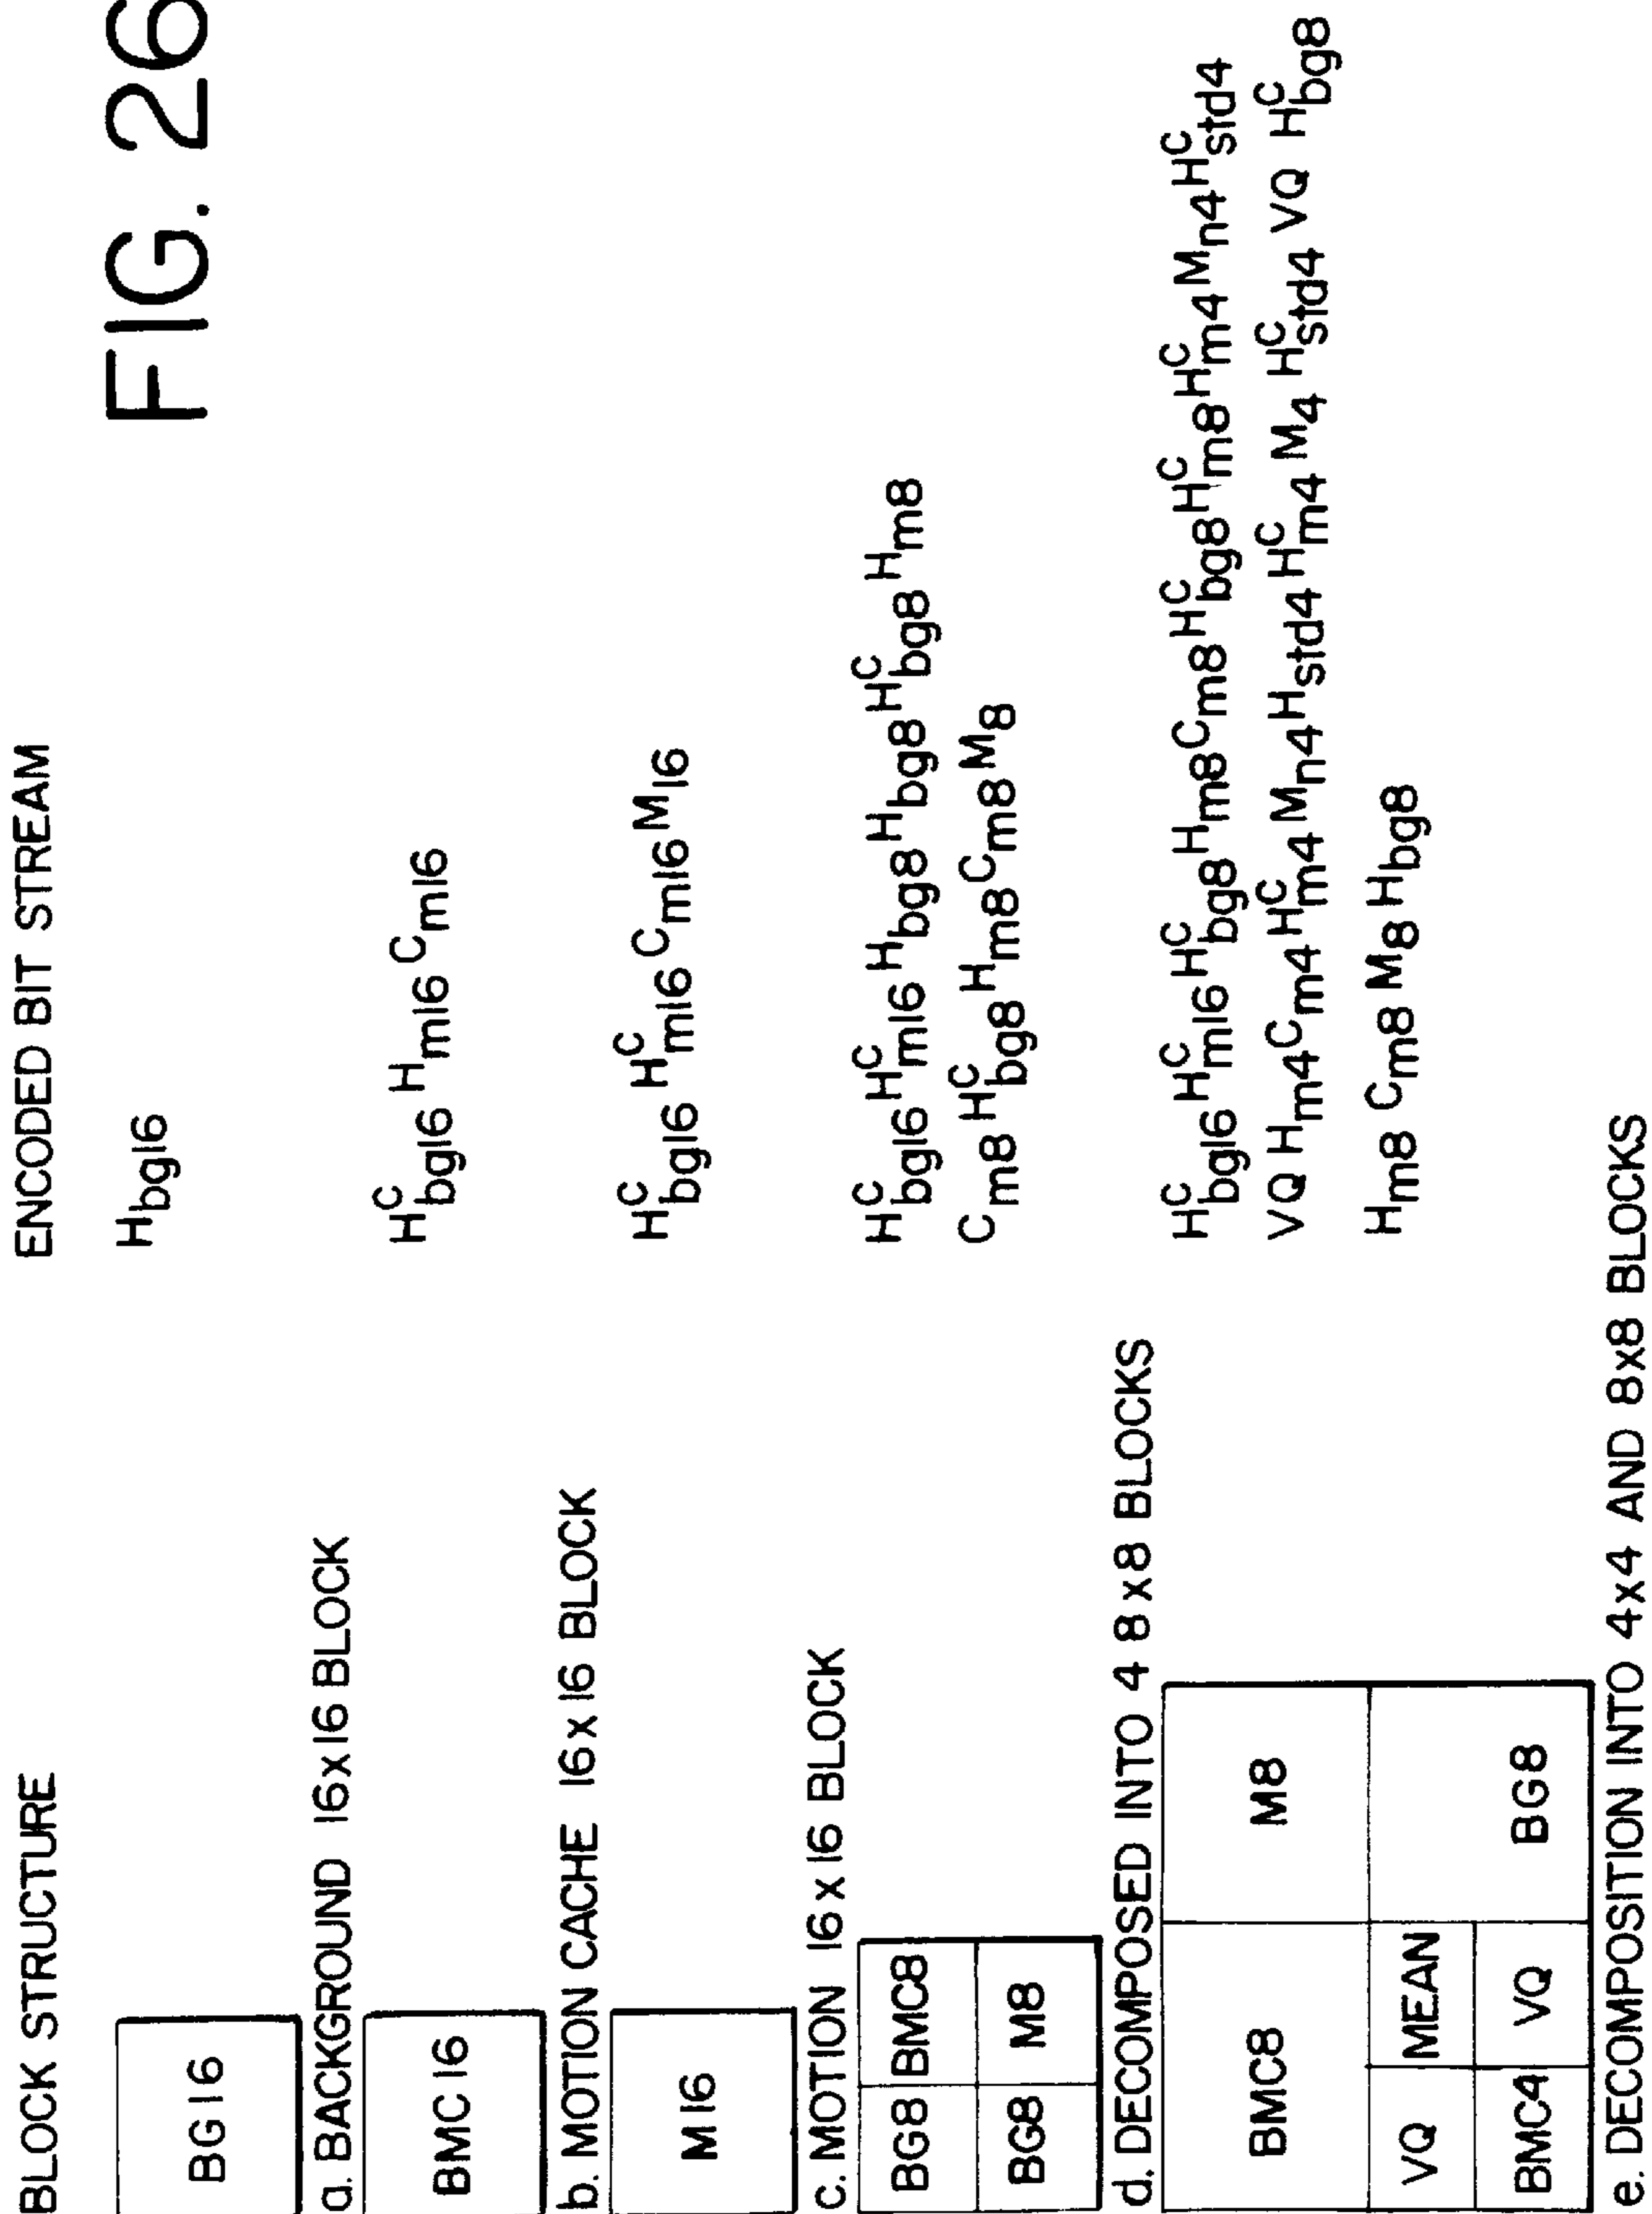 FIG. 26
BLOCK STRUCTURE
ENCODED BIT STREAM
BG16
H_bg16
a. BACKGROUND 16x16 BLOCK
BMC16
H^C_bg16 H_m16 C_m16
b. MOTION CACHE 16x16 BLOCK
M16
H^C_bg16 H^C_m16 C_m16 M_16
c. MOTION 16x16 BLOCK
BG8 BMC8
BG8 M8
H^C_bg16 H^C_m16 H_bg8 H_bg8 H^C_bg8 H_m8
C_m8 H^C_bg8 H_m8 C_m8 M_8
d. DECOMPOSED INTO 4 8x8 BLOCKS
BMC8 M8
VQ MEAN BG8
BMC4 VQ
H^C_bg16 H^C_m16 H^C_bg8 H_m8 C_m8 H^C_bg8 H^C_m8 H^C_m4 M_n4 H^C_std4
VQ H_m4 C_m4 H^C_m4 M_n4 H_std4 H^C_m4 M_4 H^C_std4 VQ H^C_bg8
H_m8 C_m8 M_8 H_bg8
e. DECOMPOSITION INTO 4x4 AND 8x8 BLOCKS